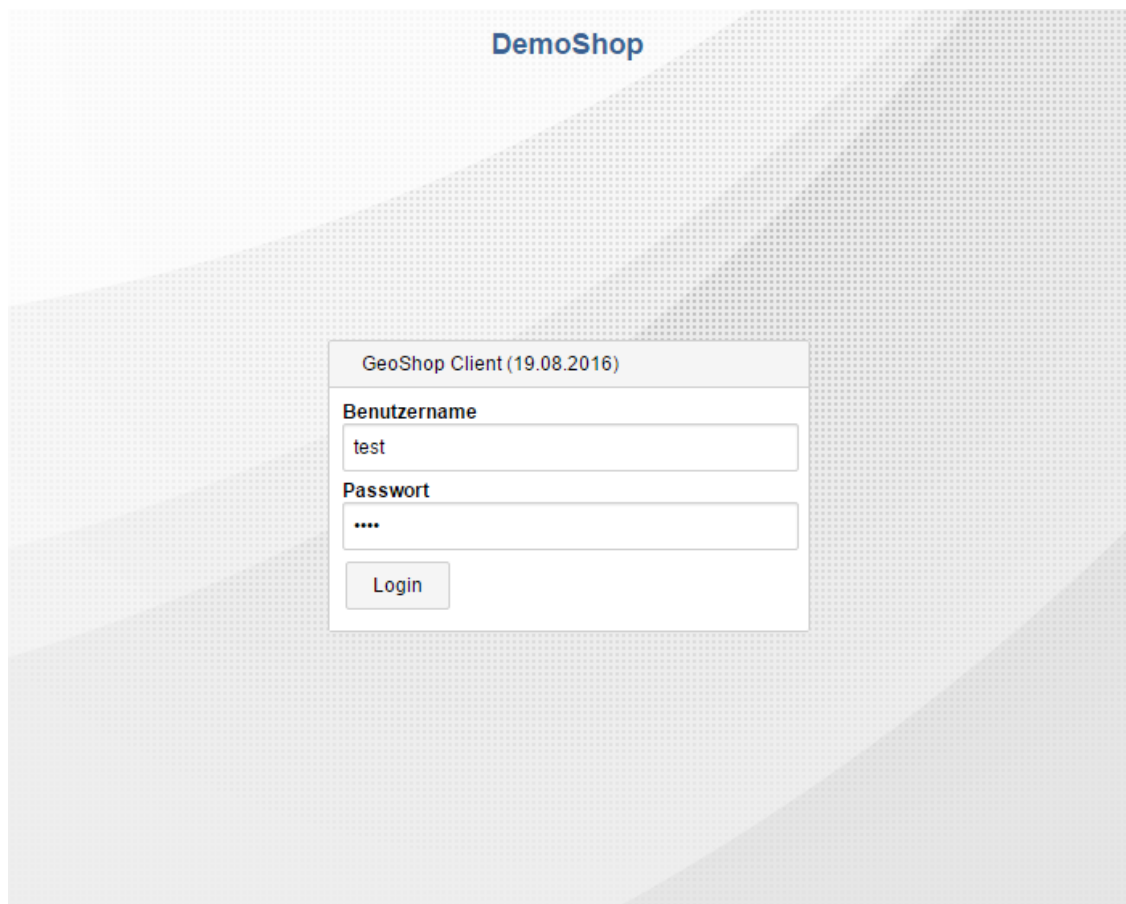 DemoShop
GeoShop Client (19.08.2016)
Benutzername
test
Passwort
••••
Login